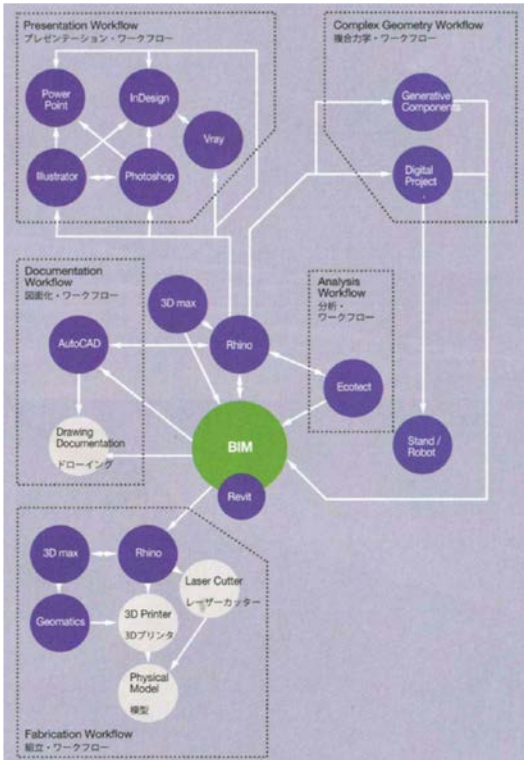 Presentation Workflow
プレゼンテーション・ワークフロー
Power
Point
InDesign
Vray
Illustrator
Photoshop
Complex Geometry Workflow
複合力学・ワークフロー
Generative
Components
Digital
Project
Documentation
Workflow
図面化・ワークフロー
AutoCAD
Drawing
Documentation
ドローイング
3D max
Rhino
Analysis
Workflow
分析・
ワークフロー
Ecotect
BIM
Revit
Stand /
Robot
3D max
Rhino
Geomatics
Laser Cutter
レーザーカッター
3D Printer
3Dプリンタ
Physical
Model
模型
Fabrication Workflow
組立・ワークフロー